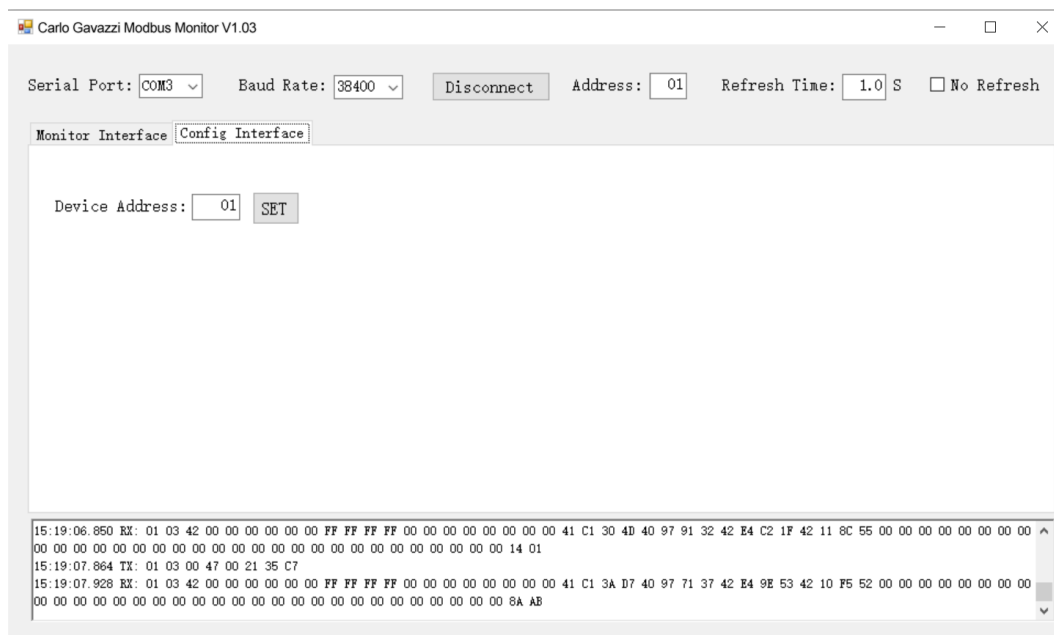 Carlo Gavazzi Modbus Monitor V1.03
Serial Port: COM3 Baud Rate: 38400 Disconnect Address: 01 Refresh Time: 1.0 S No Refresh
Monitor Interface Config Interface
Device Address: 01 SET
15:19:06.850 RX: 01 03 42 00 00 00 00 00 00 FF FF FF FF 00 00 00 00 00 00 00 00 41 C1 30 4D 40 97 91 32 42 E4 C2 1F 42 11 8C 55 00 00 00 00 00 00 00 00
00 00 00 00 00 00 00 00 00 00 00 00 00 00 00 00 00 00 00 00 00 00 00 00 14 01
15:19:07.864 TX: 01 03 00 47 00 21 35 C7
15:19:07.928 RX: 01 03 42 00 00 00 00 00 00 FF FF FF FF 00 00 00 00 00 00 00 00 41 C1 3A D7 40 97 71 37 42 E4 9E 53 42 10 F5 52 00 00 00 00 00 00 00 00
00 00 00 00 00 00 00 00 00 00 00 00 00 00 00 00 00 00 00 00 00 00 00 00 8A AB